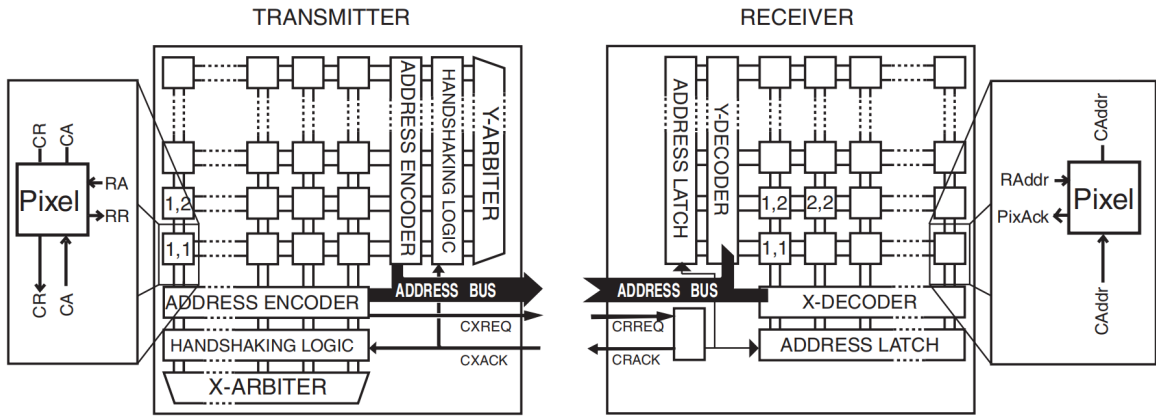 TRANSMITTER
RECEIVER
CR
CA
Pixel
RA
RR
CR
CA
1,2
1,1
ADDRESS ENCODER
HANDSHAKING LOGIC
Y-ARBITER
ADDRESS BUS
ADDRESS ENCODER
CXREQ
HANDSHAKING LOGIC
CXACK
X-ARBITER
ADDRESS LATCH
Y-DECODER
1,2
2,2
1,1
ADDRESS BUS
X-DECODER
CRREQ
CRACK
ADDRESS LATCH
CAddr
RAddr
PixAck
Pixel
CAddr